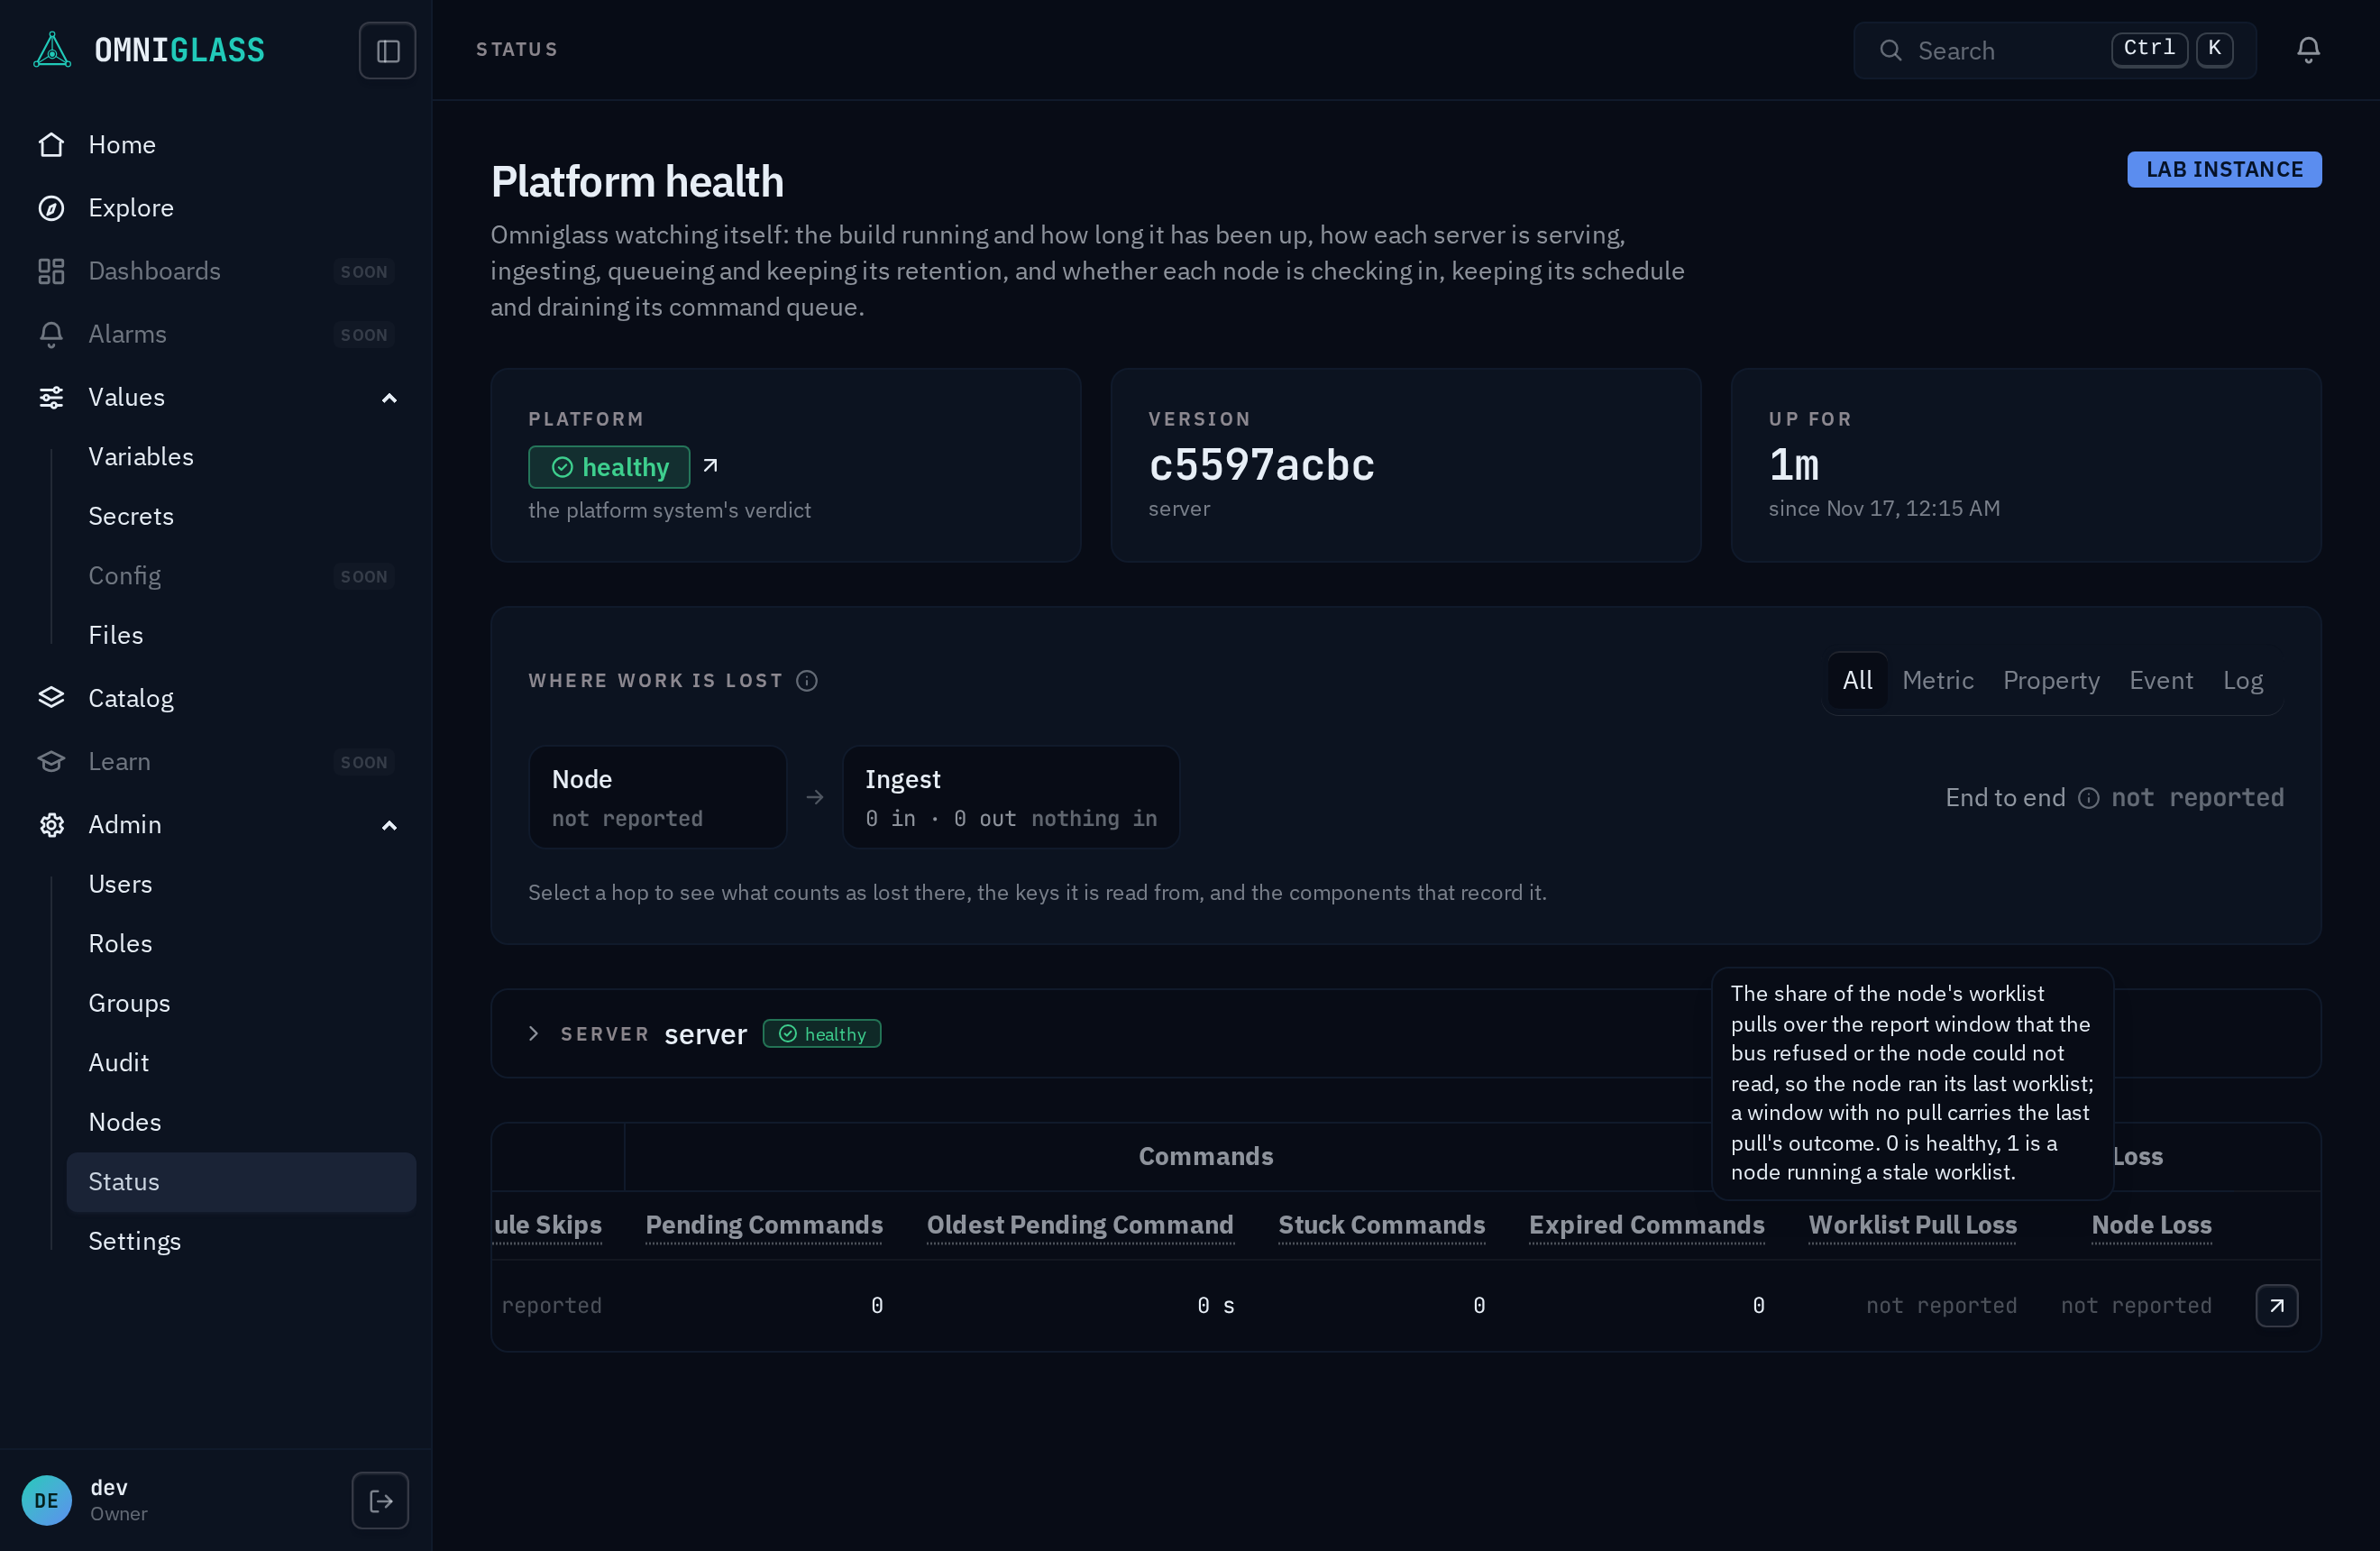 OMNIGLASS
Home
Explore
Dashboards SOON
Alarms SOON
Values
Variables
Secrets
Config SOON
Files
Catalog
Learn SOON
Admin
Users
Roles
Groups
Audit
Nodes
Status
Settings
DE dev
Owner
STATUS
Search Ctrl K
Platform health
LAB INSTANCE
Omniglass watching itself: the build running and how long it has been up, how each server is serving,
ingesting, queueing and keeping its retention, and whether each node is checking in, keeping its schedule
and draining its command queue.
PLATFORM
healthy
the platform system's verdict
VERSION
c5597acbc
server
UP FOR
1m
since Nov 17, 12:15 AM
WHERE WORK IS LOST
All Metric Property Event Log
Node
not reported
Ingest
0 in · 0 out nothing in
End to end not reported
Select a hop to see what counts as lost there, the keys it is read from, and the components that record it.
SERVER server healthy
The share of the node's worklist
pulls over the report window that the
bus refused or the node could not
read, so the node ran its last worklist;
a window with no pull carries the last
pull's outcome. 0 is healthy, 1 is a
node running a stale worklist.
Commands Loss
ule Skips Pending Commands Oldest Pending Command Stuck Commands Expired Commands Worklist Pull Loss Node Loss
reported 0 0 s 0 0 not reported not reported